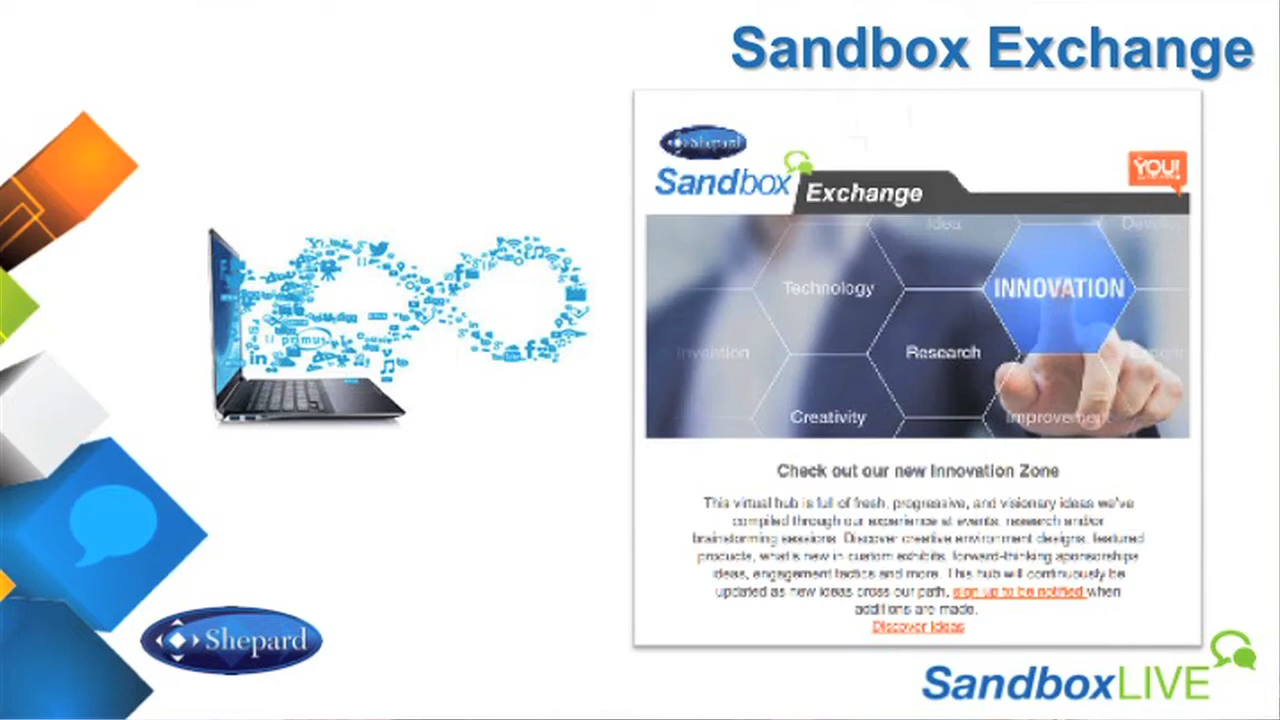 Sandbox Exchange
Shepard
Sandbox
Exchange
YOU!
Idea
Technology
INNOVATION
Invention
Research
Creativity
Improvement
primus
digg
in
Check out our new Innovation Zone
This virtual hub is full of fresh, progressive, and visionary ideas we've
compiled through our experience at events, research and/or
brainstorming sessions. Discover creative environment designs, featured
products, what's new in custom exhibits, forward-thinking sponsorships
ideas, engagement tactics and more. This hub will continuously be
updated as new ideas cross our path, sign up to be notified when
additions are made.
Discover Ideas
Shepard
SandboxLIVE